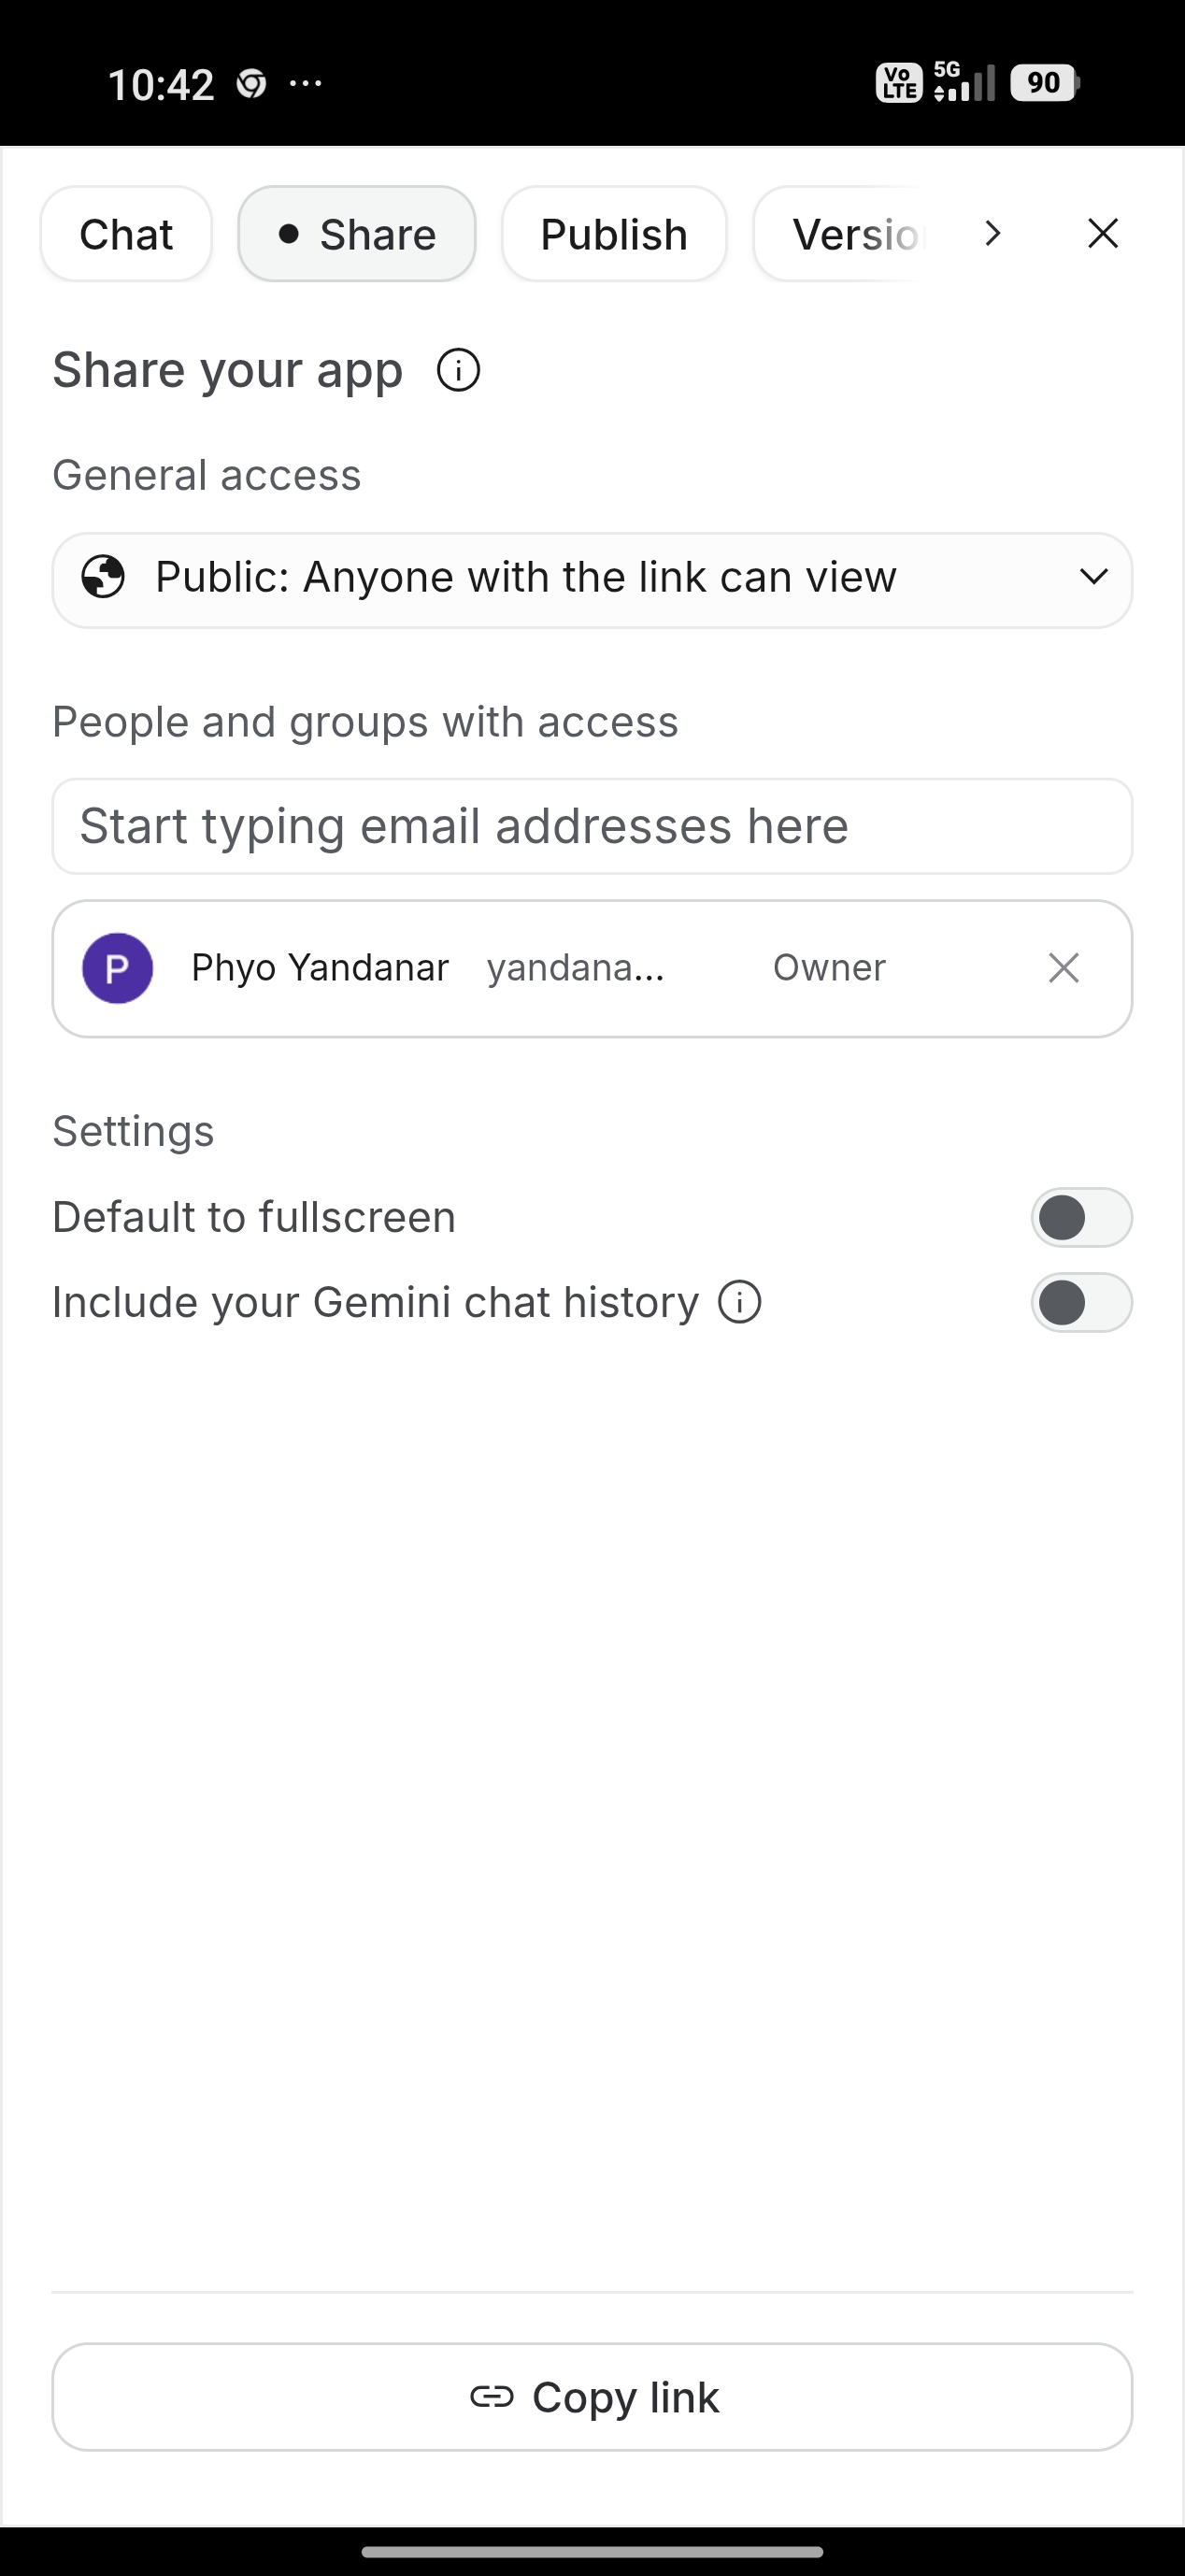 10:42 ... Vo LTE 5G 90
Chat Share Publish Versio
Share your app
General access
Public: Anyone with the link can view
People and groups with access
Start typing email addresses here
P Phyo Yandanar yandana... Owner
Settings
Default to fullscreen
Include your Gemini chat history
Copy link